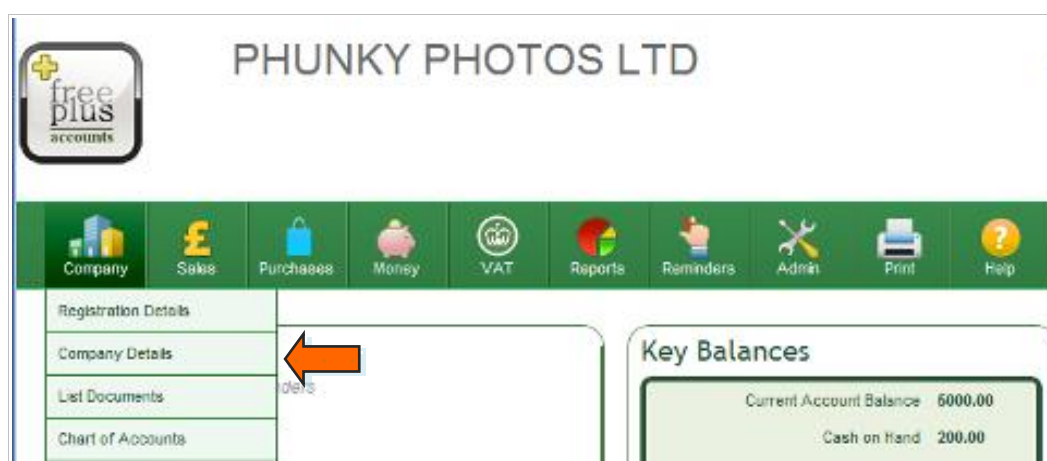 PHUNKY PHOTOS LTD
free
plus
accounts
Company Sales Purchases Money VAT Reports Reminders Admin Print Help
Registration Details
Company Details
List Documents
Chart of Accounts
Key Balances
Current Account Balance 5000.00
Cash on Hand 200.00